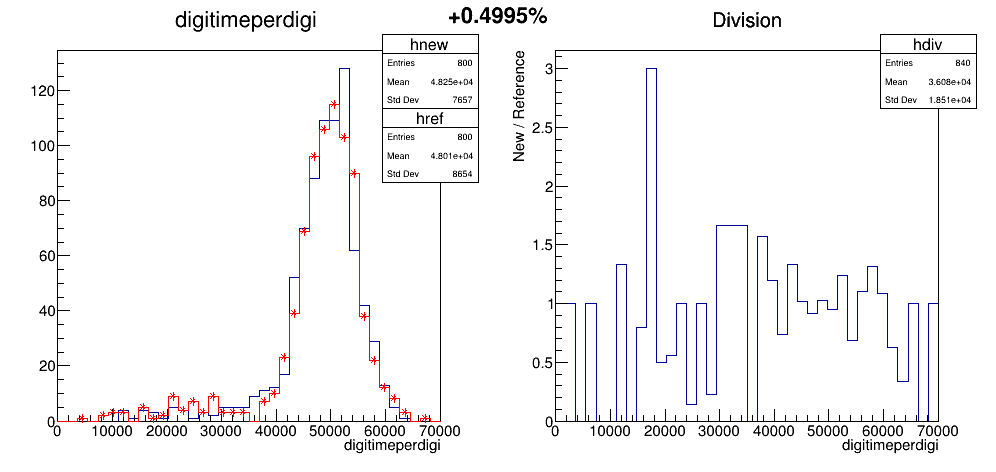 digitimeperdigi
+0.4995%
Division
hnew
Entries 800
Mean 4.825e+04
Std Dev 7657
href
Entries 800
Mean 4.801e+04
Std Dev 8654
120
100
80
60
40
20
0
0 10000 20000 30000 40000 50000 60000 70000
digitimeperdigi
hdiv
Entries 840
Mean 3.608e+04
Std Dev 1.851e+04
New / Reference
3
2.5
2
1.5
1
0.5
0
0 10000 20000 30000 40000 50000 60000 70000
digitimeperdigi